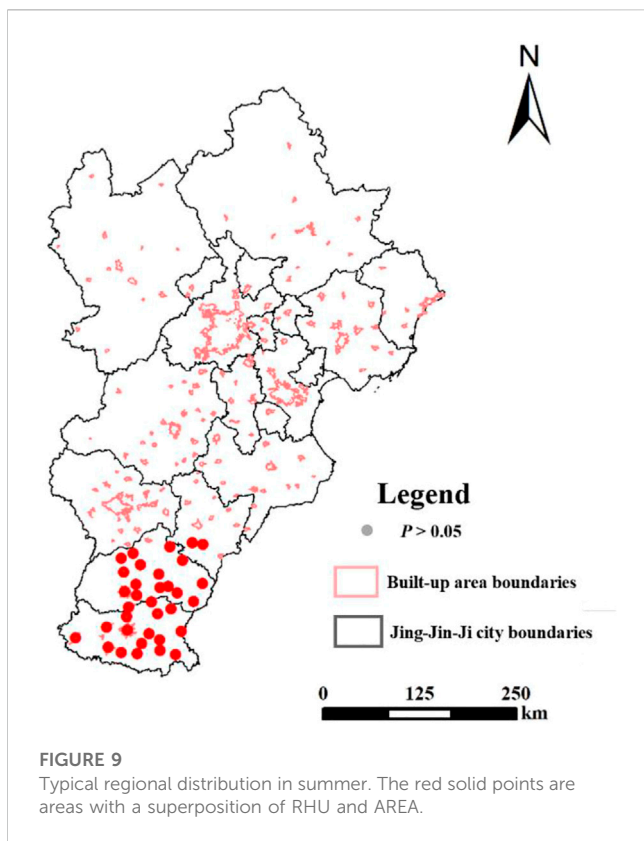 N
Legend
P > 0.05
Built-up area boundaries
Jing-Jin-Ji city boundaries
0 125 250
km
FIGURE 9
Typical regional distribution in summer. The red solid points are
areas with a superposition of RHU and AREA.